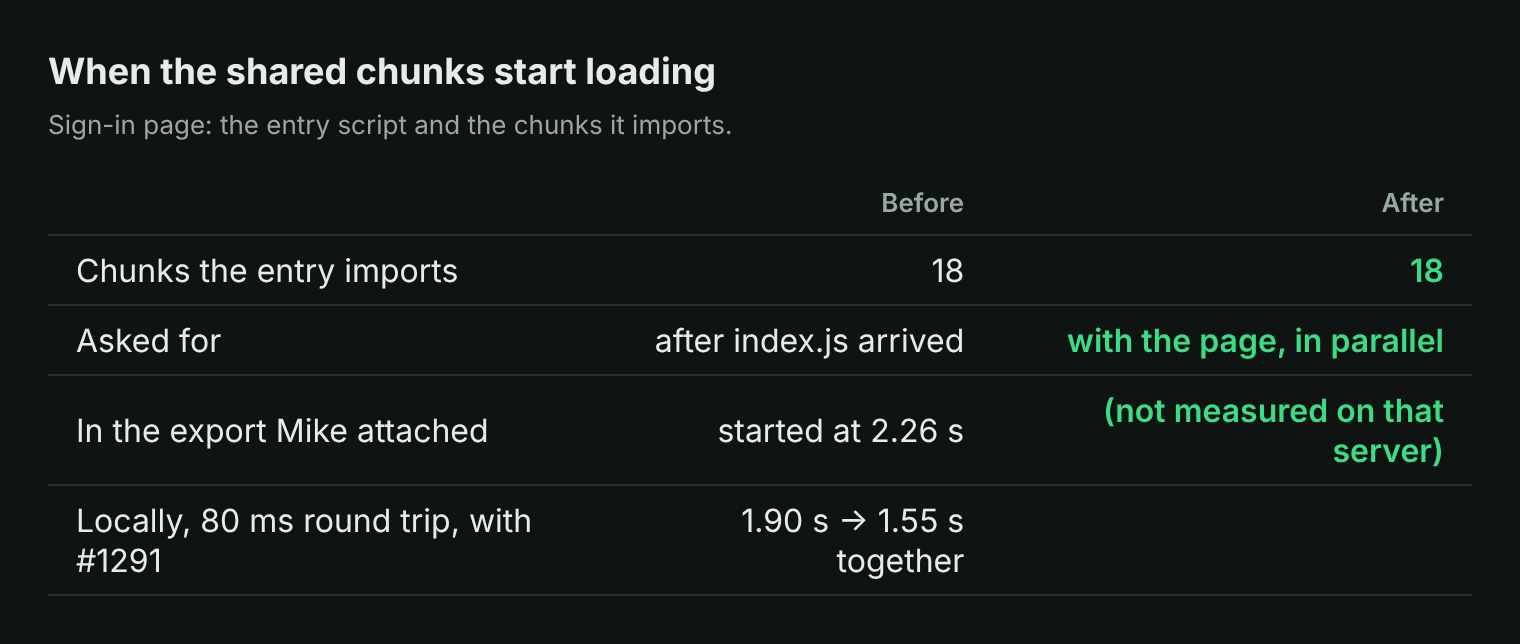 When the shared chunks start loading
Sign-in page: the entry script and the chunks it imports.
Before After
Chunks the entry imports 18 18
Asked for after index.js arrived with the page, in parallel
In the export Mike attached started at 2.26 s (not measured on that
server)
Locally, 80 ms round trip, with 1.90 s → 1.55 s
#1291 together